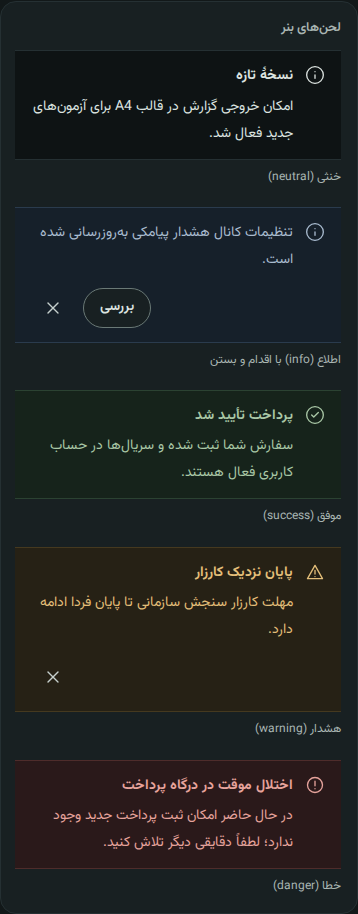 لحن‌های بنر
نسخهٔ تازه
امکان خروجی گزارش در قالب A4 برای آزمون‌های
جدید فعال شد.
خنثی (neutral)
تنظیمات کانال هشدار پیامکی به‌روزرسانی شده
است.
بررسی
اطلاع (info) با اقدام و بستن
پرداخت تأیید شد
سفارش شما ثبت شده و سریال‌ها در حساب
کاربری فعال هستند.
موفق (success)
پایان نزدیک کارزار
مهلت کارزار سنجش سازمانی تا پایان فردا ادامه
دارد.
هشدار (warning)
اختلال موقت در درگاه پرداخت
در حال حاضر امکان ثبت پرداخت جدید وجود
ندارد؛ لطفاً دقایقی دیگر تلاش کنید.
خطا (danger)